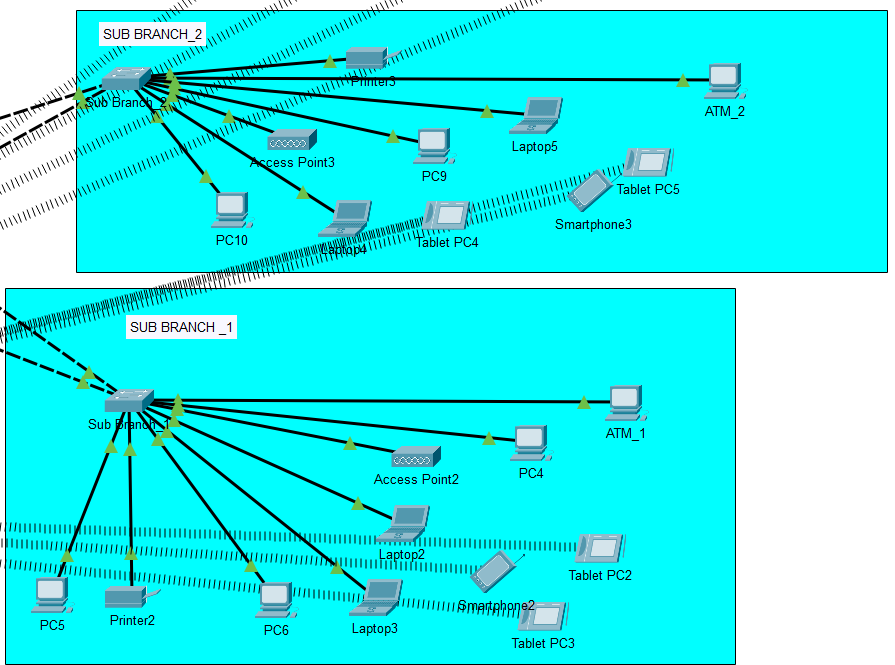 SUB BRANCH_2
Printer3
Sub Branch_2
ATM_2
Laptop5
Access Point3
PC9
Tablet PC5
Smartphone3
PC10
Laptop4
Tablet PC4
SUB BRANCH _1
Sub Branch_1
ATM_1
PC4
Access Point2
Laptop2
Tablet PC2
Smartphone2
PC5
Printer2
PC6
Laptop3
Tablet PC3